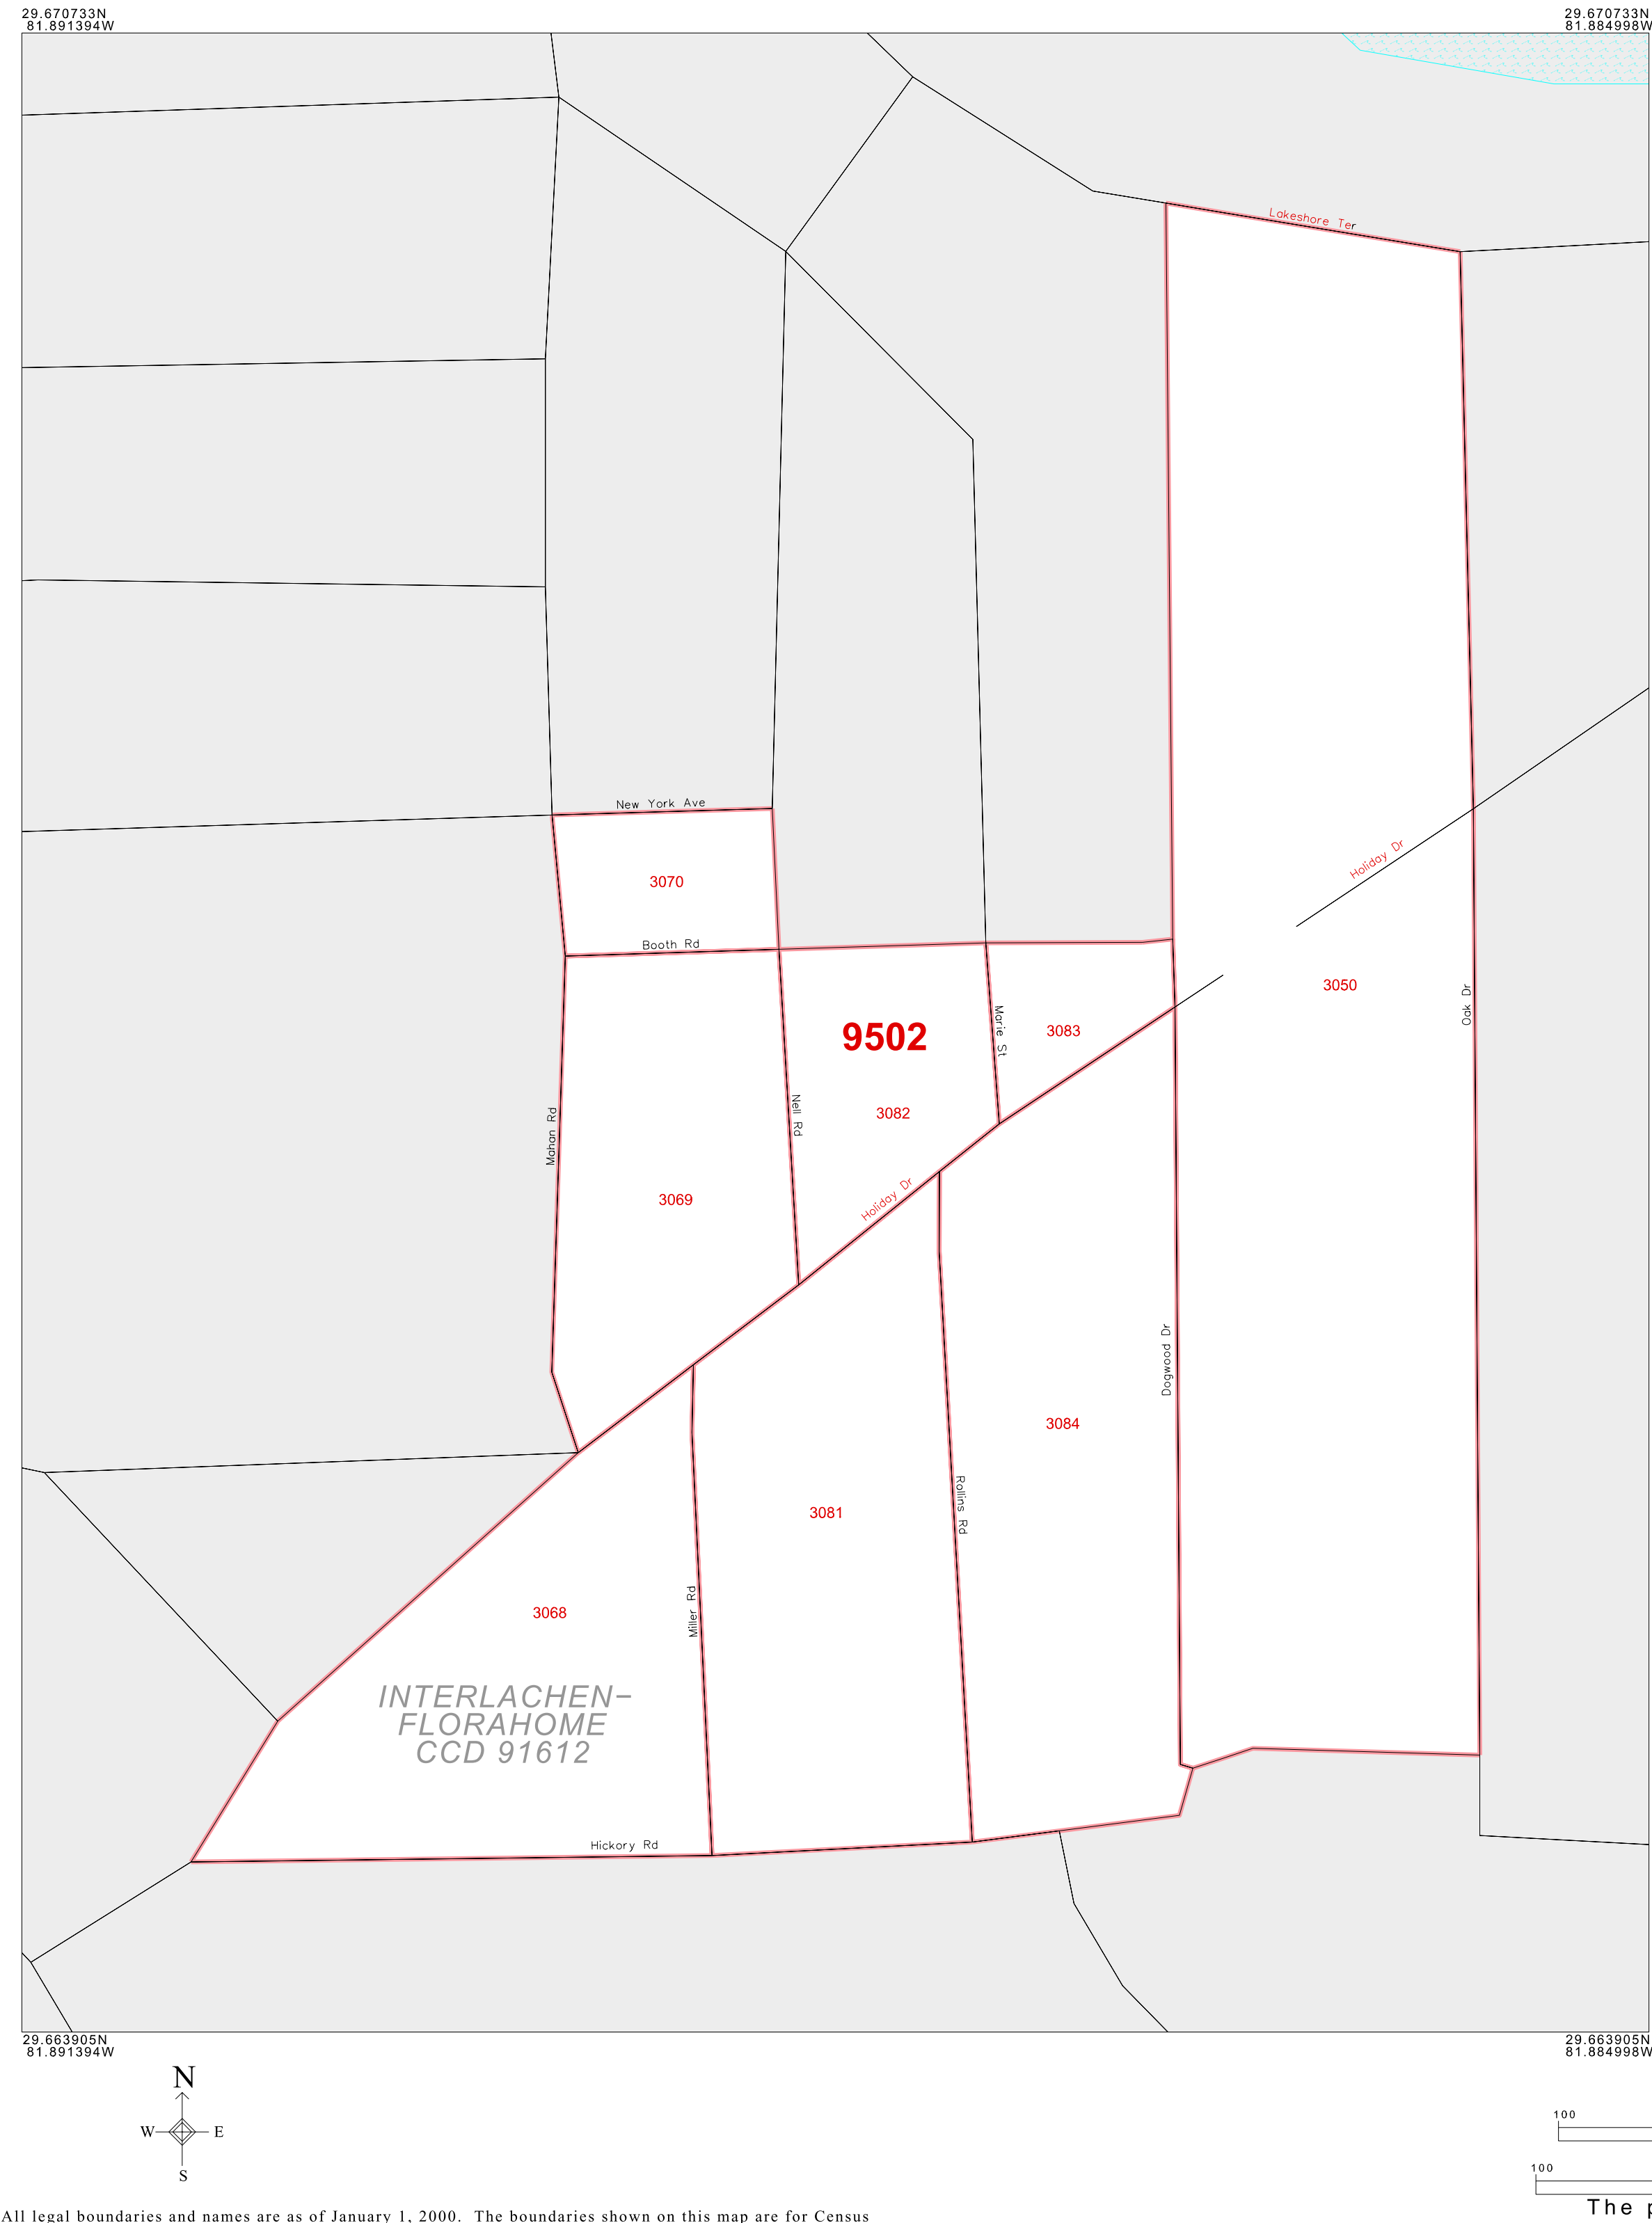 29.670733N
81.891394W
29.670733N
81.884998W
Lakeshore Ter
New York Ave
Holiday Dr
3070
Booth Rd
3050
Oak Dr
Marie St
9502
3083
Nell Rd
3082
Mahan Rd
3069
Holiday Dr
Dogwood Dr
3084
Rollins Rd
3081
Miller Rd
3068
INTERLACHEN-
FLORAHOME
CCD 91612
Hickory Rd
29.663905N
81.891394W
29.663905N
81.884998W
N
W E
S
100
100
The p
All legal boundaries and names are as of January 1, 2000. The boundaries shown on this map are for Census